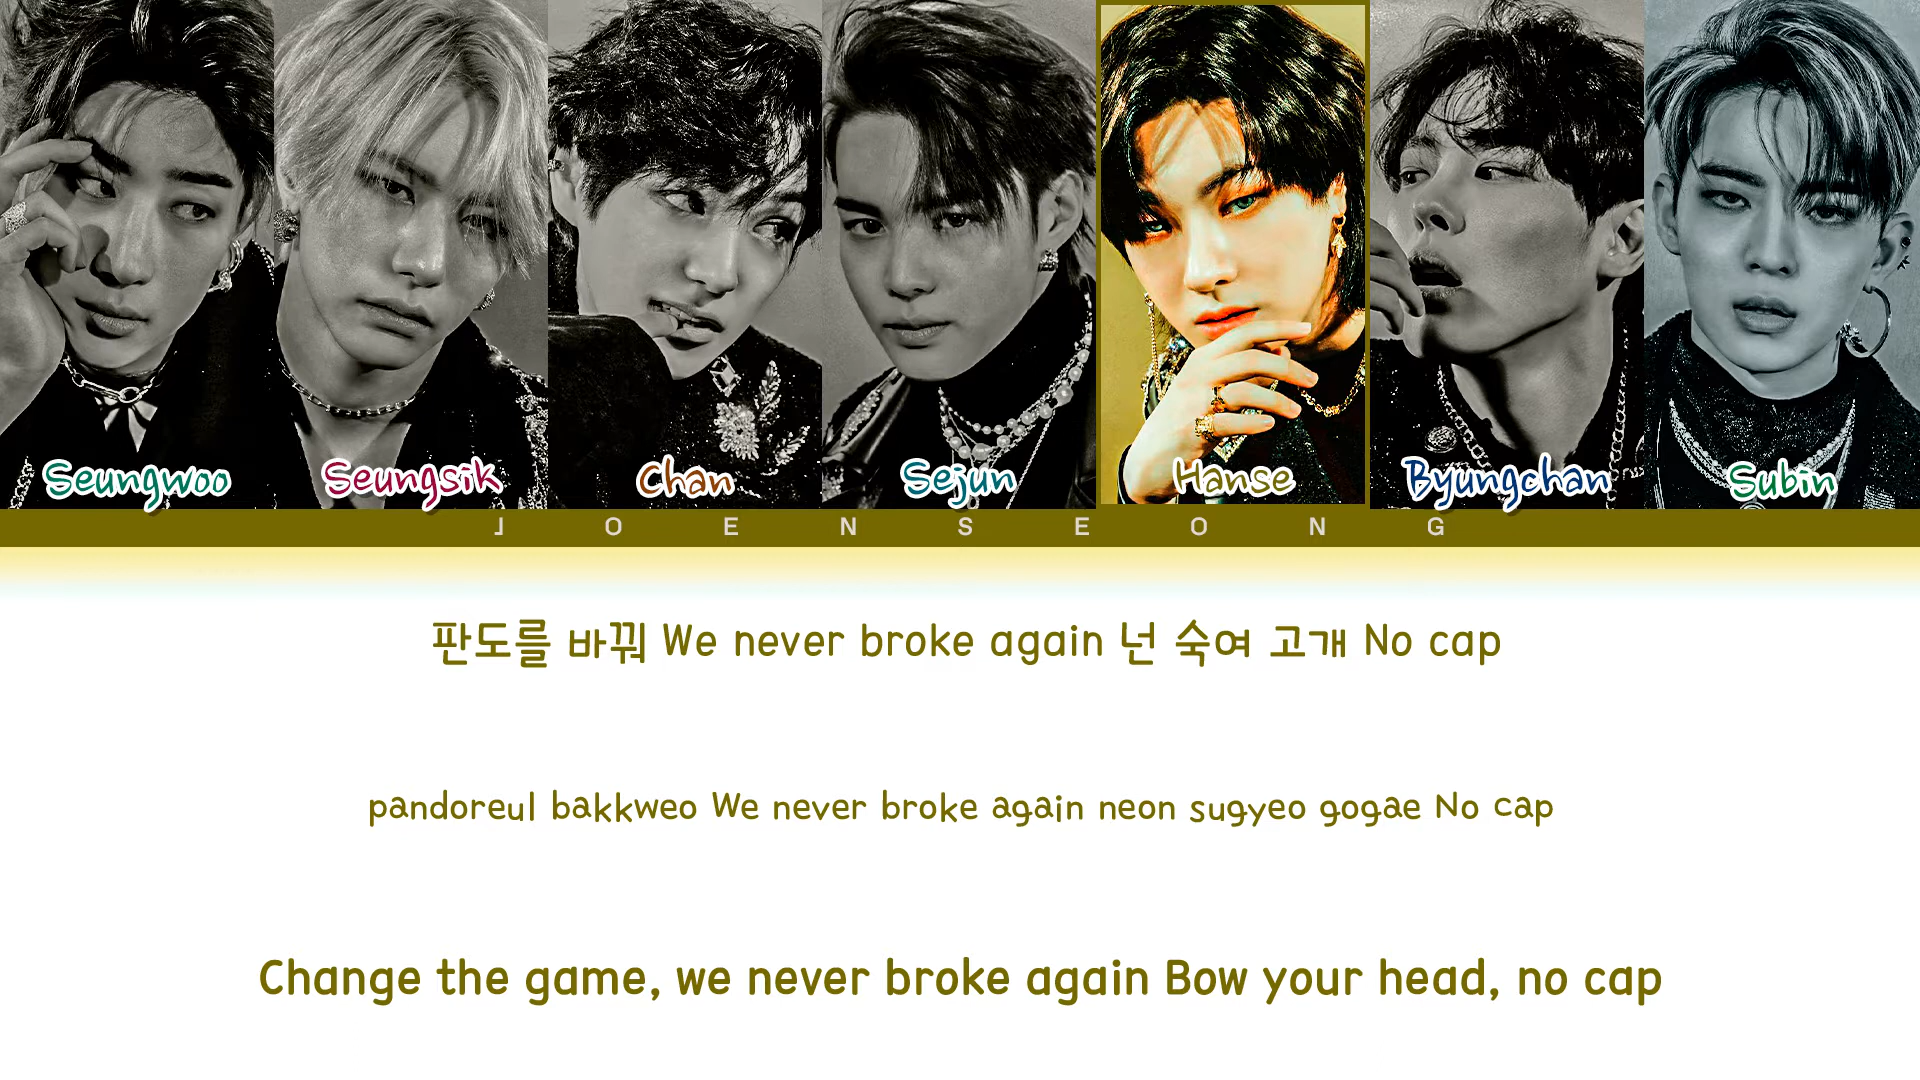 Seungwoo Seungsik Chan Sejun Hanse Byungchan Subin
J O E N S E O N G
판도를 바꿔 We never broke again 넌 숙여 고개 No cap
pandoreul bakkweo We never broke again neon sugyeo gogae No cap
Change the game, we never broke again Bow your head, no cap